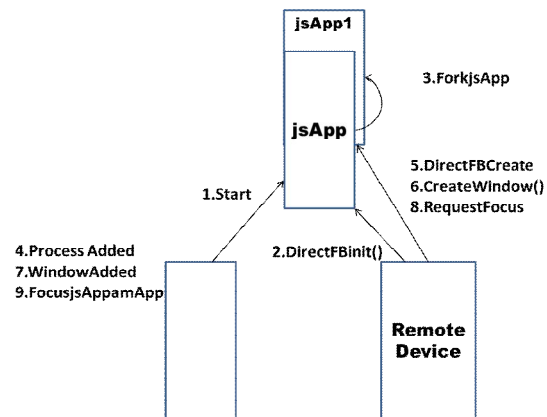 jsApp1
jsApp
3.ForkjsApp
5.DirectFBCreate
6.CreateWindow()
8.RequestFocus
1.Start
4.Process Added
7.WindowAdded
9.FocusjsAppamApp
2.DirectFBinit()
Remote
Device